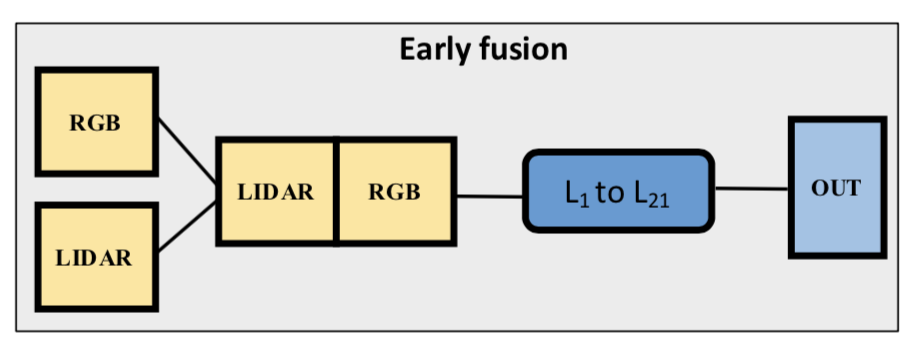 Early fusion
RGB
LIDAR
LIDAR RGB
L₁ to L₂₁
OUT